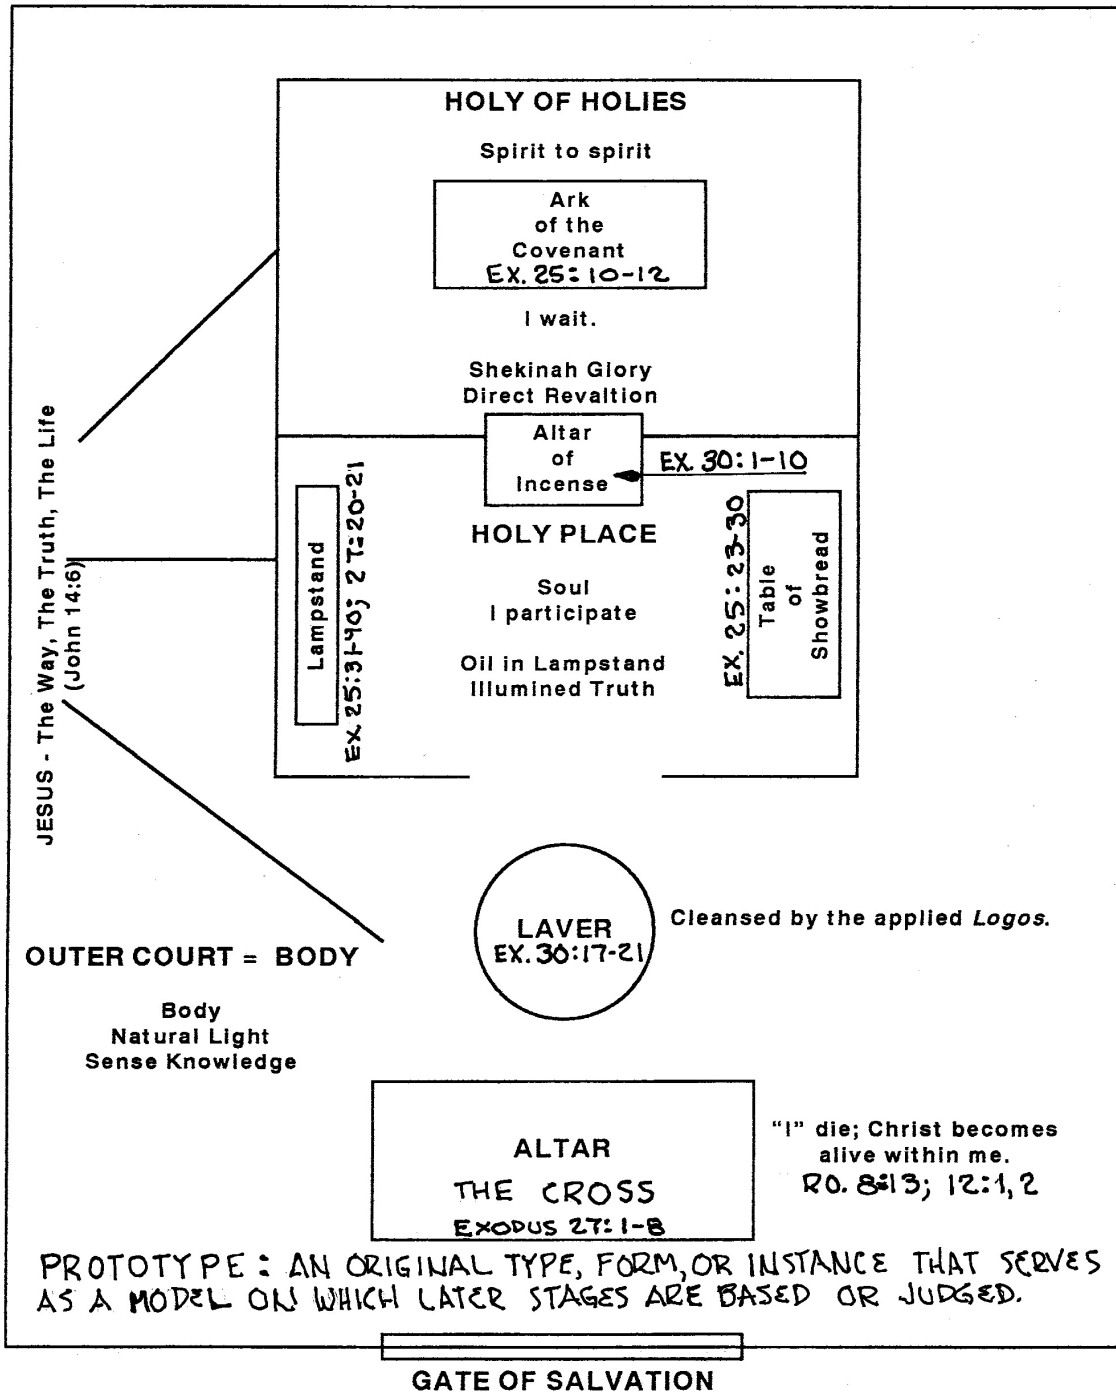 HOLY OF HOLIES
Spirit to spirit
Ark
of the
Covenant
EX. 25: 10-12
I wait.
Shekinah Glory
Direct Revaltion
Altar
of
Incense
EX. 30:1-10
JESUS - The Way, The Truth, The Life
(John 14:6)
Lampstand
EX. 25:31-40; 27:20-21
HOLY PLACE
Soul
I participate
Oil in Lampstand
Illumined Truth
EX. 25: 23-30
Table
of
Showbread
LAVER
EX. 30:17-21
Cleansed by the applied Logos.
OUTER COURT = BODY
Body
Natural Light
Sense Knowledge
ALTAR
THE CROSS
EXODUS 27:1-8
"I" die; Christ becomes
alive within me.
RO. 8:13; 12:1,2
PROTOTYPE: AN ORIGINAL TYPE, FORM, OR INSTANCE THAT SERVES
AS A MODEL ON WHICH LATER STAGES ARE BASED OR JUDGED.
GATE OF SALVATION